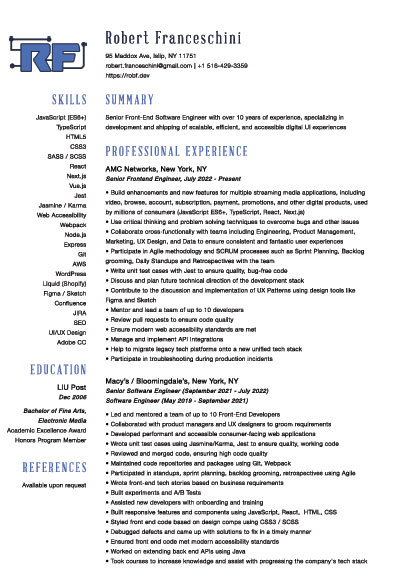 RF
Robert Franceschini
95 Maddox Ave, Islip, NY 11751
robert.franceschini@gmail.com | +1 516-429-3359
https://robf.dev
SKILLS
JavaScript (ES6+)
TypeScript
HTML5
CSS3
SASS / SCSS
React
Next.js
Vue.js
Jest
Jasmine / Karma
Web Accessibility
Webpack
Node.js
Express
Git
AWS
WordPress
Liquid (Shopify)
Figma / Sketch
Confluence
JIRA
SEO
UI/UX Design
Adobe CC
EDUCATION
LIU Post
Dec 2006
Bachelor of Fine Arts,
Electronic Media
Academic Excellence Award
Honors Program Member
REFERENCES
Available upon request
SUMMARY
Senior Front-End Software Engineer with over 10 years of experience, specializing in
development and shipping of scalable, efficient, and accessible digital UI experiences
PROFESSIONAL EXPERIENCE
AMC Networks, New York, NY
Senior Frontend Engineer, July 2022 - Present
• Build enhancements and new features for multiple streaming media applications, including
video, browse, account, subscription, payment, promotions, and other digital products, used
by millions of consumers (JavaScript ES6+, TypeScript, React, Next.js)
• Use critical thinking and problem solving techniques to overcome bugs and other issues
• Collaborate cross-functionally with teams including Engineering, Product Management,
Marketing, UX Design, and Data to ensure consistent and fantastic user experiences
• Participate in Agile methodology and SCRUM processes such as Sprint Planning, Backlog
grooming, Daily Standups and Retrospectives with the team
• Write unit test cases with Jest to ensure quality, bug-free code
• Discuss and plan future technical direction of the development stack
• Contribute to the discussion and implementation of UX Patterns using design tools like
Figma and Sketch
• Mentor and lead a team of up to 10 developers
• Review pull requests to ensure code quality
• Ensure modern web accessibility standards are met
• Manage and implement API Integrations
• Help to migrate legacy tech platforms onto a new unified tech stack
• Participate in troubleshooting during production incidents
Macy's / Bloomingdale's, New York, NY
Senior Software Engineer (September 2021 - July 2022)
Software Engineer (May 2019 - September 2021)
• Led and mentored a team of up to 10 Front-End Developers
• Collaborated with product managers and UX designers to groom requirements
• Developed performant and accessible consumer-facing web applications
• Wrote unit test cases using Jasmine/Karma, Jest to ensure quality, working code
• Reviewed and merged code, ensuring high code quality
• Maintained code repositories and packages using Git, Webpack
• Participated in standups, sprint planning, backlog grooming, retrospectives using Agile
• Wrote front-end tech stories based on business requirements
• Built experiments and A/B Tests
• Assisted new developers with onboarding and training
• Built responsive features and components using JavaScript, React, HTML, CSS
• Styled front end code based on design comps using CSS3 / SCSS
• Debugged defects and came up with solutions to fix in a timely manner
• Ensured front end code met modern accessibility standards
• Worked on extending back end APIs using Java
• Took courses to increase knowledge and assist with progressing the company's tech stack